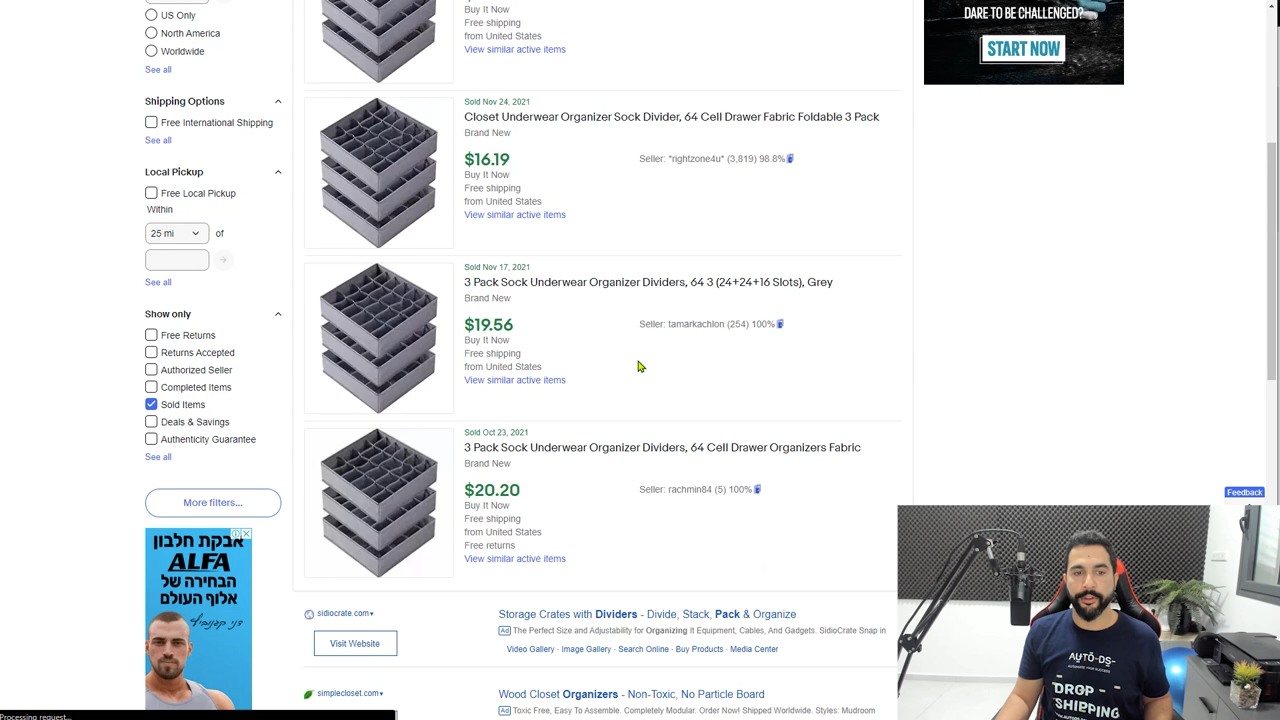 US Only
North America
Worldwide
See all
Shipping Options
Free International Shipping
See all
Local Pickup
Free Local Pickup
Within
25 mi
of
See all
Show only
Free Returns
Returns Accepted
Authorized Seller
Completed Items
Sold Items
Deals & Savings
Authenticity Guarantee
See all
More filters...
אבקת חלבון
ALFA
הבחירה של
אלוף העולם
Buy It Now
Free shipping
from United States
View similar active items
Sold Nov 24, 2021
Closet Underwear Organizer Sock Divider, 64 Cell Drawer Fabric Foldable 3 Pack
Brand New
$16.19
Seller: *rightzone4u* (3,819) 98.8%
Buy It Now
Free shipping
from United States
View similar active items
Sold Nov 17, 2021
3 Pack Sock Underwear Organizer Dividers, 64 3 (24+24+16 Slots), Grey
Brand New
$19.56
Seller: tamarkachlon (254) 100%
Buy It Now
Free shipping
from United States
View similar active items
Sold Oct 23, 2021
3 Pack Sock Underwear Organizer Dividers, 64 Cell Drawer Organizers Fabric
Brand New
$20.20
Seller: rachmin84 (5) 100%
Buy It Now
Free shipping
from United States
Free returns
View similar active items
sidiocrate.com
Visit Website
Storage Crates with Dividers - Divide, Stack, Pack & Organize
Ad The Perfect Size and Adjustability for Organizing It Equipment, Cables, And Gadgets. SidioCrate Snap in
Video Gallery · Image Gallery · Search Online · Buy Products · Media Center
simplecloset.com
Wood Closet Organizers - Non-Toxic, No Particle Board
Ad Toxic Free, Easy To Assemble. Completely Modular. Order Now! Shipped Worldwide. Styles: Mudroom
DARE TO BE CHALLENGED?
START NOW
Feedback
AUTO-DS-
AUTOMATE YOUR SUCCESS
DROP -
SHIPPING
Processing request...